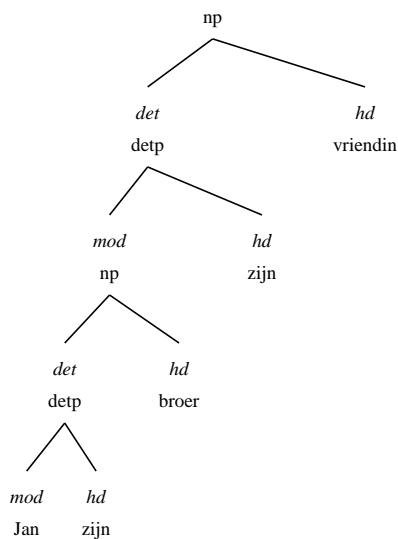 np
det hd
detp vriendin
mod hd
np zijn
det hd
detp broer
mod hd
Jan zijn